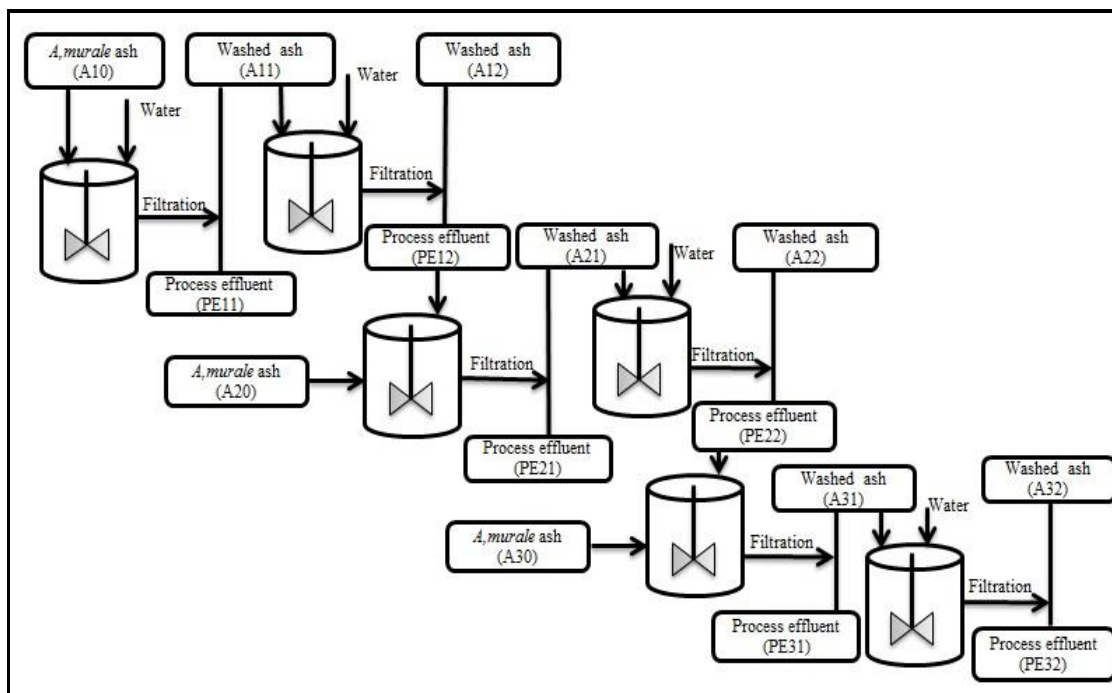 A,murale ash
(A10)
Washed ash
(A11)
Washed ash
(A12)
Water
Water
Filtration
Filtration
Process effluent
(PE11)
Process effluent
(PE12)
Washed ash
(A21)
Washed ash
(A22)
Water
A,murale ash
(A20)
Filtration
Filtration
Process effluent
(PE21)
Process effluent
(PE22)
Washed ash
(A31)
Washed ash
(A32)
Water
A,murale ash
(A30)
Filtration
Filtration
Process effluent
(PE31)
Process effluent
(PE32)